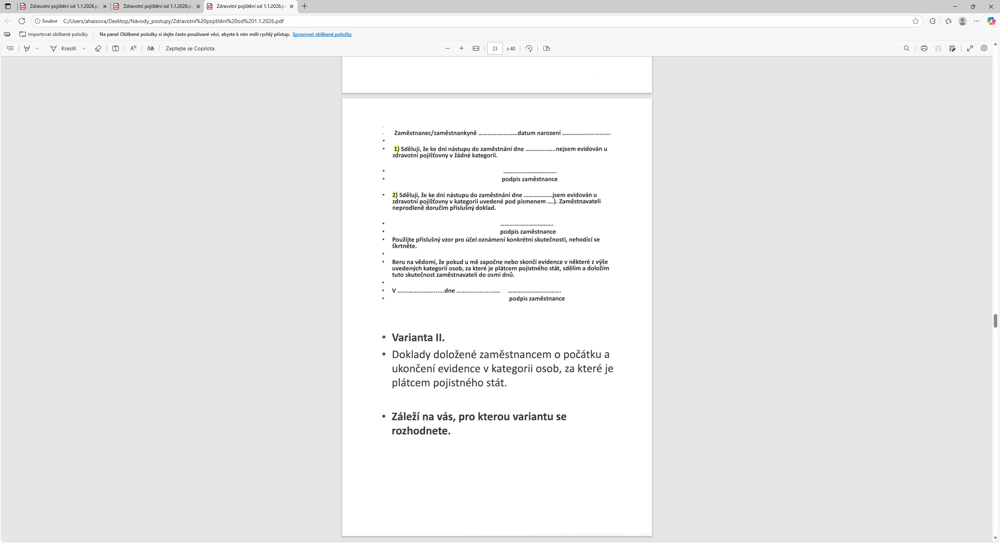 Zdravotní pojištění od 1.1.2026.p
Zdravotní pojištění od 1.1.2026.p
Zdravotní pojištění od 1.1.2026.p
Soubor C:/Users/ahaisova/Desktop/Návody_postupy/Zdravotní%20pojištění%20od%201.1.2026.pdf
Importovat oblíbené položky Na panel Oblíbené položky si dejte často používané věci, abyste k nim měli rychlý přístup. Spravovat oblíbené položky
Kreslit Zeptejte se Copilota 23 z 40
Zaměstnanec/zaměstnankyně ……………………..datum narození ………………………….
• 1) Sděluji, že ke dni nástupu do zaměstnání dne ………………..nejsem evidován u
zdravotní pojišťovny v žádné kategorii.
• …………………………….
• podpis zaměstnance
• 2) Sděluji, že ke dni nástupu do zaměstnání dne ………………jsem evidován u
zdravotní pojišťovny v kategorii uvedené pod písmenem ….). Zaměstnavateli
neprodleně doručím příslušný doklad.
• …………………………….
• podpis zaměstnance
• Použijte příslušný vzor pro účel oznámení konkrétní skutečnosti, nehodící se
škrtněte.
• Beru na vědomí, že pokud u mě započne nebo skončí evidence v některé z výše
uvedených kategorií osob, za které je plátcem pojistného stát, sdělím a doložím
tuto skutečnost zaměstnavateli do osmi dnů.
• V ………………………....dne ………………………. …………………………….
• podpis zaměstnance
• Varianta II.
• Doklady doložené zaměstnancem o počátku a
ukončení evidence v kategorii osob, za které je
plátcem pojistného stát.
• Záleží na vás, pro kterou variantu se
rozhodnete.